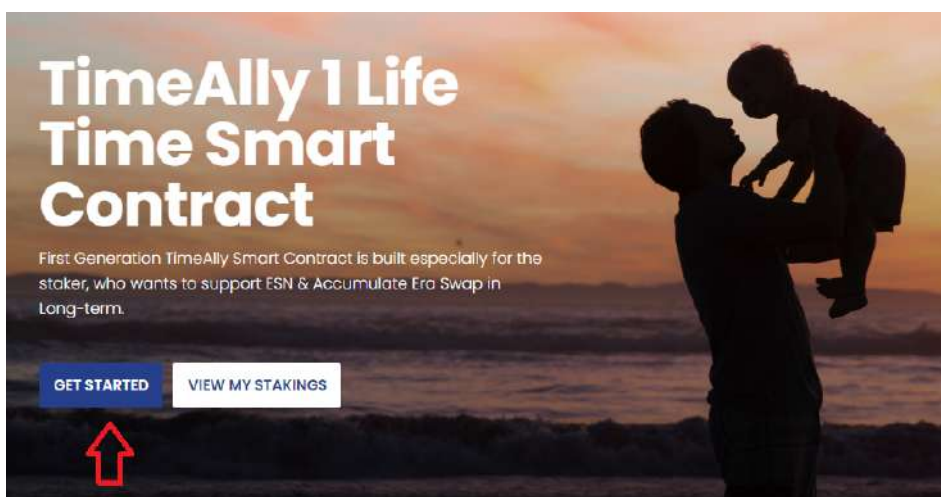 TimeAlly 1 Life
Time Smart
Contract
First Generation TimeAlly Smart Contract is built especially for the
staker, who wants to support ESN & Accumulate Era Swap in
Long-term.
GET STARTED
VIEW MY STAKINGS